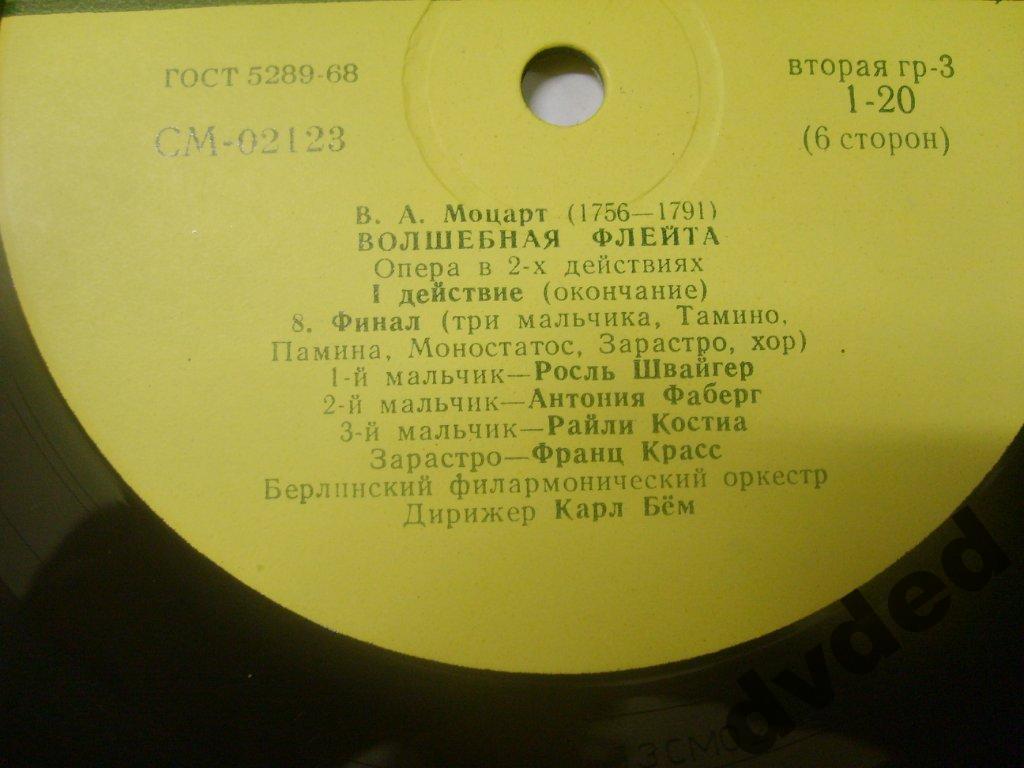 ГОСТ 5289-68
вторая гр-3
1-20
СМ-02123
(6 сторон)
В. А. Моцарт (1756—1791)
ВОЛШЕБНАЯ ФЛЕЙТА
Опера в 2-х действиях
I действие (окончание)
8. Финал (три мальчика, Тамино,
Памина, Моностатос, Зарастро, хор)
1-й мальчик—Росль Швайгер
2-й мальчик—Антония Фаберг
3-й мальчик—Райли Костиа
Зарастро—Франц Красс
Берлинский филармонический оркестр
Дирижер Карл Бём
dvded